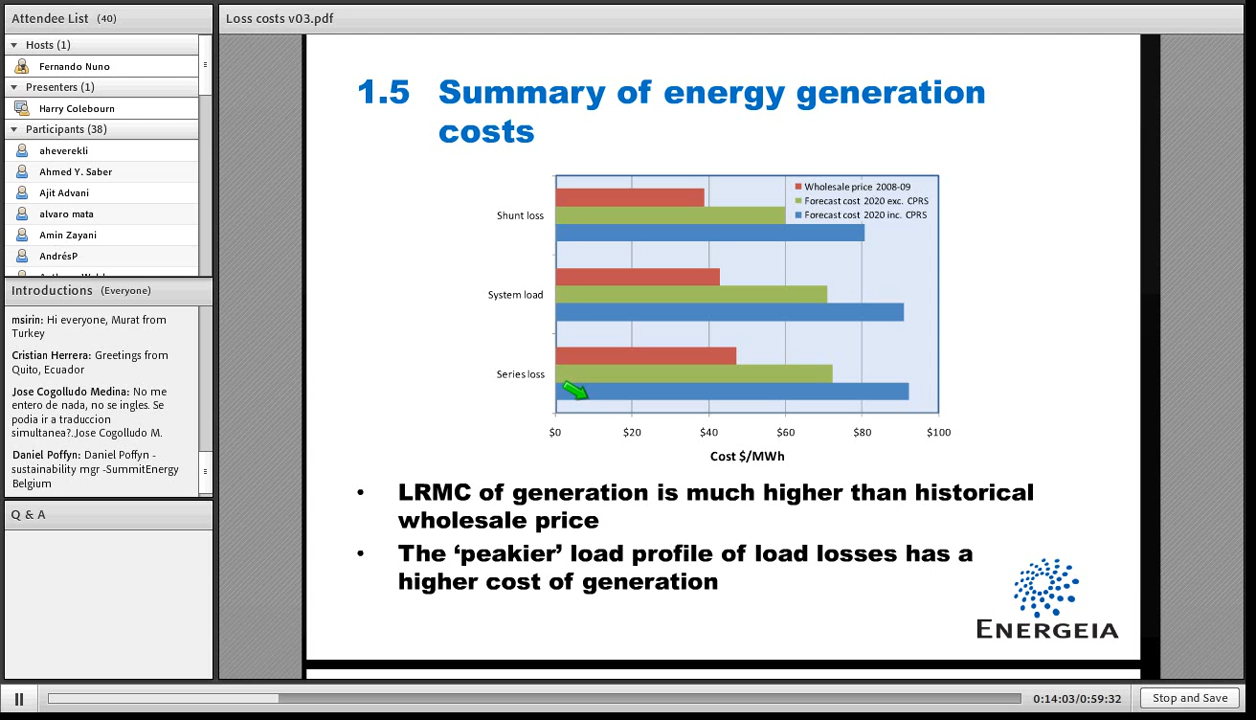 Attendee List (40)
Hosts (1)
Fernando Nuno
Presenters (1)
Harry Colebourn
Participants (38)
aheverekli
Ahmed Y. Saber
Ajit Advani
alvaro mata
Amin Zayani
AndrésP
Introductions (Everyone)
msirin: Hi everyone, Murat from
Turkey
Cristian Herrera: Greetings from
Quito, Ecuador
Jose Cogolludo Medina: No me
entero de nada, no se ingles. Se
podia ir a traduccion
simultanea?.Jose Cogolludo M.
Daniel Poffyn: Daniel Poffyn -
sustainability mgr -SummitEnergy
Belgium
Q & A
Loss costs v03.pdf
1.5 Summary of energy generation
costs
Wholesale price 2008-09
Forecast cost 2020 exc. CPRS
Forecast cost 2020 inc. CPRS
Shunt loss
System load
Series loss
$0 $20 $40 $60 $80 $100
Cost $/MWh
• LRMC of generation is much higher than historical
wholesale price
• The ‘peakier’ load profile of load losses has a
higher cost of generation
ENERGEIA
0:14:03/0:59:32
Stop and Save